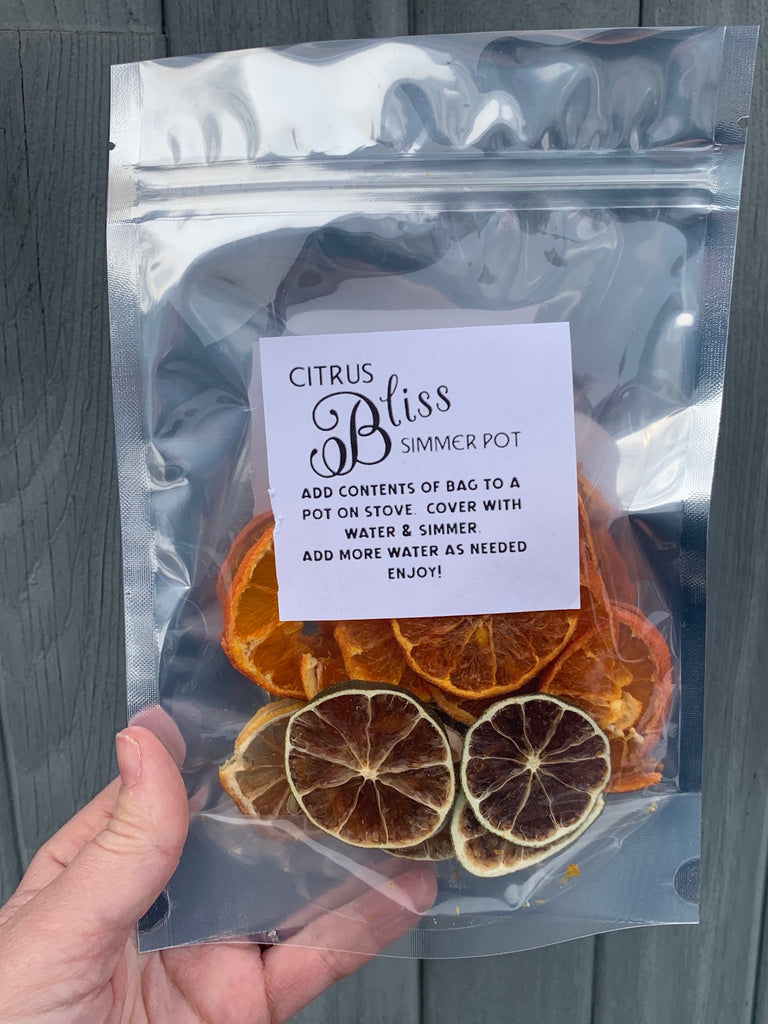 CITRUS
Bliss
SIMMER POT
ADD CONTENTS OF BAG TO A
POT ON STOVE. COVER WITH
WATER & SIMMER.
ADD MORE WATER AS NEEDED
ENJOY!